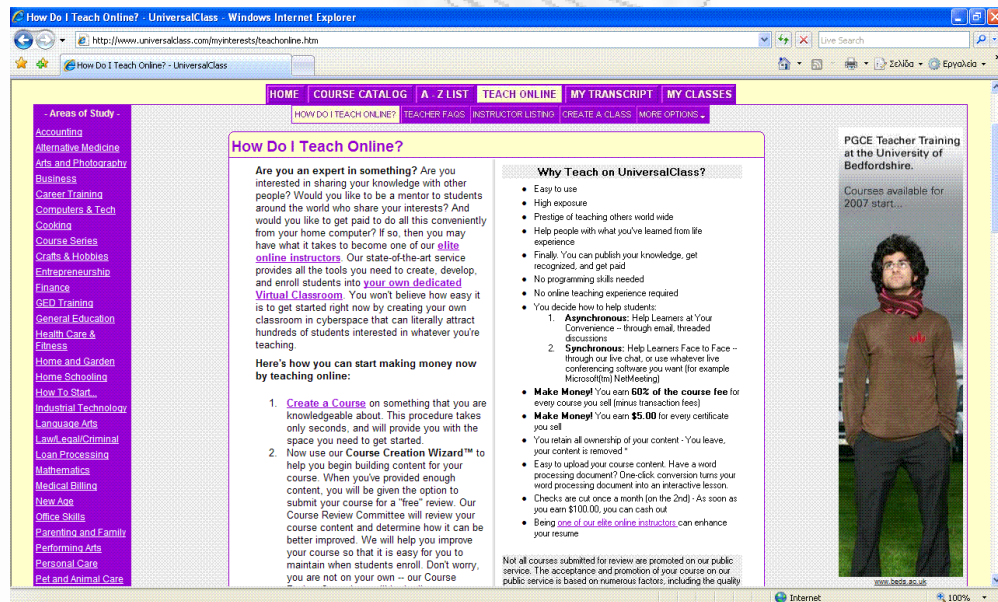 How Do I Teach Online? - UniversalClass - Windows Internet Explorer
http://www.universalclass.com/myinterests/teachonline.htm
Live Search
How Do I Teach Online? - UniversalClass
Σελίδα
Εργαλεία
HOME COURSE CATALOG A - Z LIST TEACH ONLINE MY TRANSCRIPT MY CLASSES
HOW DO I TEACH ONLINE? TEACHER FAQS INSTRUCTOR LISTING CREATE A CLASS MORE OPTIONS
- Areas of Study -
Accounting
Alternative Medicine
Arts and Photography
Business
Career Training
Computers & Tech
Cooking
Course Series
Crafts & Hobbies
Entrepreneurship
Finance
GED Training
General Education
Health Care &
Fitness
Home and Garden
Home Schooling
How To Start...
Industrial Technology
Language Arts
Law/Legal/Criminal
Loan Processing
Mathematics
Medical Billing
New Age
Office Skills
Parenting and Family
Performing Arts
Personal Care
Pet and Animal Care
How Do I Teach Online?
Are you an expert in something? Are you
interested in sharing your knowledge with other
people? Would you like to be a mentor to students
around the world who share your interests? And
would you like to get paid to do all this conveniently
from your home computer? If so, then you may
have what it takes to become one of our elite
online instructors. Our state-of-the-art service
provides all the tools you need to create, develop,
and enroll students into your own dedicated
Virtual Classroom. You won't believe how easy it
is to get started right now by creating your own
classroom in cyberspace that can literally attract
hundreds of students interested in whatever you're
teaching.
Here's how you can start making money now
by teaching online:
1. Create a Course on something that you are
knowledgeable about. This procedure takes
only seconds, and will provide you with the
space you need to get started.
2. Now use our Course Creation Wizard™ to
help you begin building content for your
course. When you've provided enough
content, you will be given the option to
submit your course for a "free" review. Our
Course Review Committee will review your
course content and determine how it can be
better improved. We will help you improve
your course so that it is easy for you to
maintain when students enroll. Don't worry,
you are not on your own -- our Course
Why Teach on UniversalClass?
• Easy to use
• High exposure
• Prestige of teaching others world wide
• Help people with what you've learned from life
experience
• Finally. You can publish your knowledge, get
recognized, and get paid
• No programming skills needed
• No online teaching experience required
• You decide how to help students:
1. Asynchronous: Help Learners at Your
Convenience -- through email, threaded
discussions
2. Synchronous: Help Learners Face to Face --
through our live chat, or use whatever live
conferencing software you want (for example
Microsoft(tm) NetMeeting)
• Make Money! You earn 60% of the course fee for
every course you sell (minus transaction fees)
• Make Money! You earn $5.00 for every certificate
you sell
• You retain all ownership of your content - You leave,
your content is removed *
• Easy to upload your course content. Have a word
processing document? One-click conversion turns your
word processing document into an interactive lesson.
• Checks are cut once a month (on the 2nd) - As soon as
you earn $100.00, you can cash out
• Being one of our elite online instructors can enhance
your resume
Not all courses submitted for review are promoted on our public
service. The acceptance and promotion of your course on our
public service is based on numerous factors, including the quality
PGCE Teacher Training
at the University of
Bedfordshire.
Courses available for
2007 start...
www.beds.ac.uk
Internet
100%